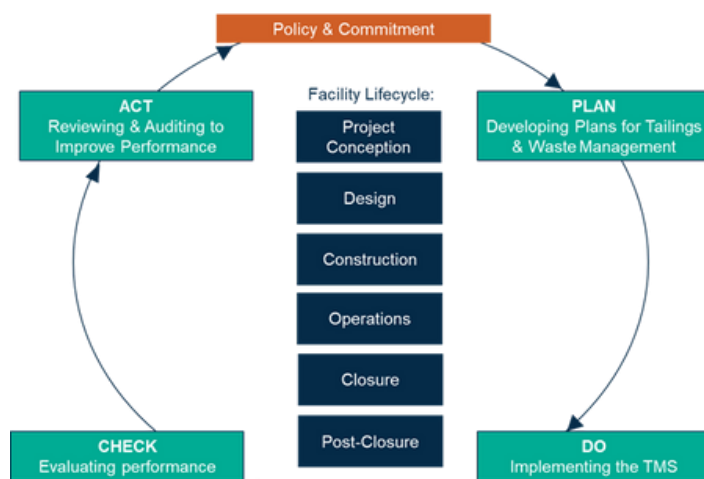 Policy & Commitment
ACT
Reviewing & Auditing to
Improve Performance
Facility Lifecycle:
Project
Conception
Design
Construction
Operations
Closure
Post-Closure
PLAN
Developing Plans for Tailings
& Waste Management
CHECK
Evaluating performance
DO
Implementing the TMS